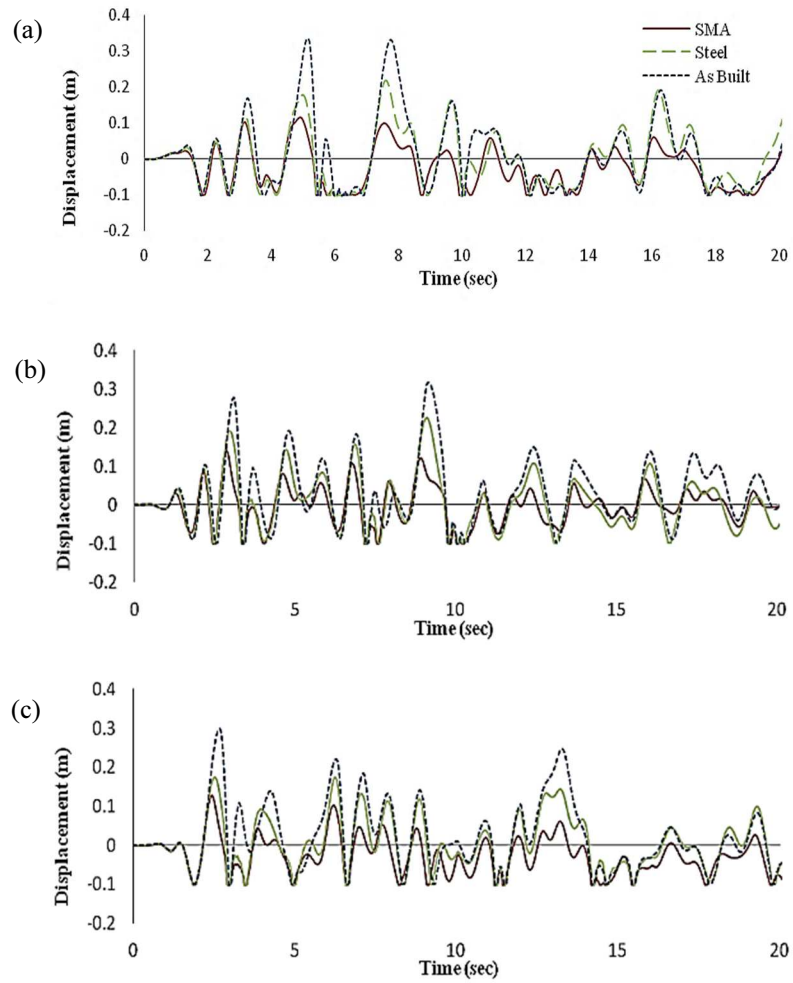 (a)
0.4
0.3
0.2
0.1
0
-0.1
-0.2
Displacement (m)
SMA
Steel
As Built
0 2 4 6 8 10 12 14 16 18 20
Time (sec)
(b)
0.4
0.3
0.2
0.1
0
-0.1
-0.2
Displacement (m)
0 5 10 15 20
Time (sec)
(c)
0.4
0.3
0.2
0.1
0
-0.1
-0.2
Displacement (m)
0 5 10 15 20
Time (sec)